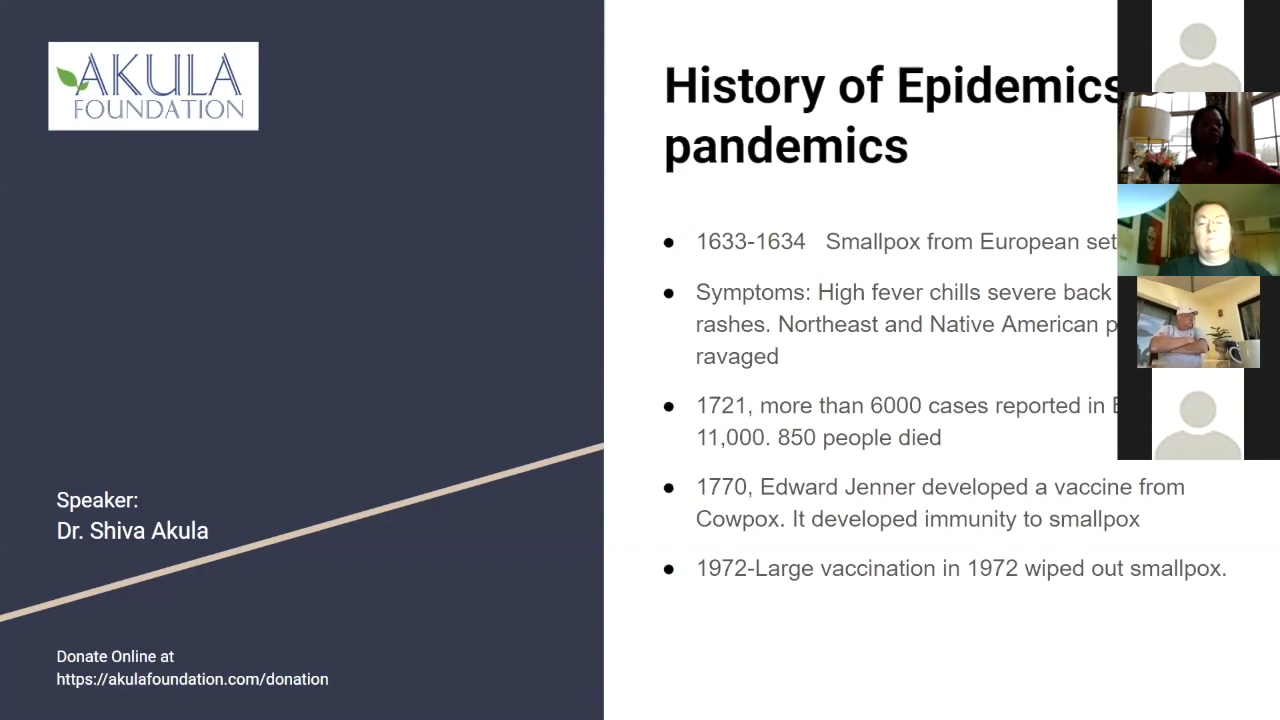 AKULA
FOUNDATION
History of Epidemics
pandemics
● 1633-1634 Smallpox from European
● Symptoms: High fever chills severe back
rashes. Northeast and Native American
ravaged
● 1721, more than 6000 cases reported in
11,000. 850 people died
● 1770, Edward Jenner developed a vaccine from
Cowpox. It developed immunity to smallpox
● 1972-Large vaccination in 1972 wiped out smallpox.
Speaker:
Dr. Shiva Akula
Donate Online at
https://akulafoundation.com/donation